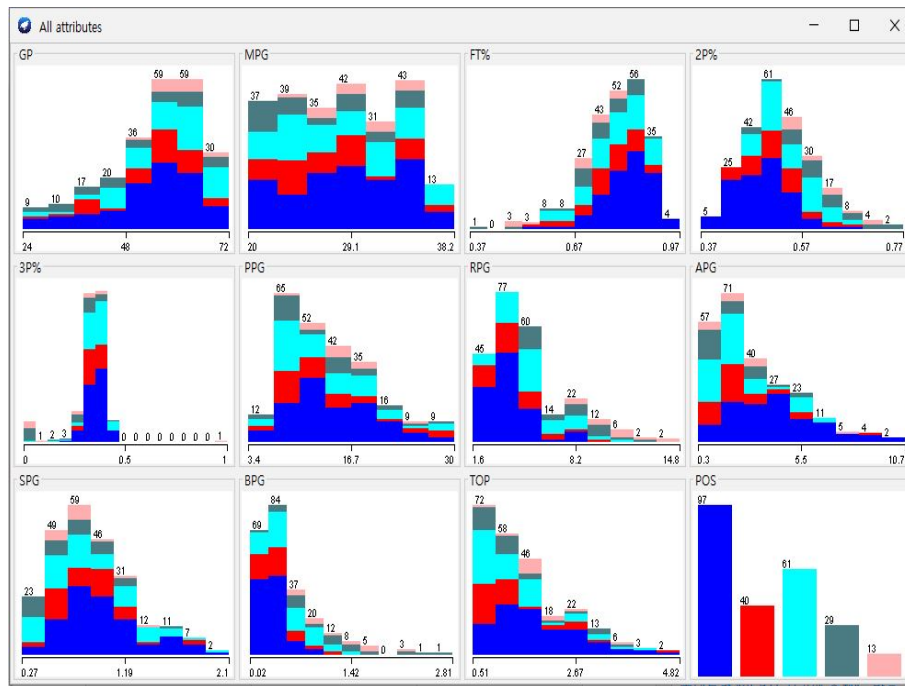 All attributes
GP
9 10 17 20 36 59 59 30
24 48 72
MPG
37 39 35 42 31 43 13
20 29.1 38.2
FT%
1 0 3 3 8 8 27 43 52 56 35 4
0.37 0.67 0.97
2P%
5 25 42 61 46 30 17 8 4 2
0.37 0.57 0.77
3P%
1 2 3 0 0 0 0 0 0 0 0 1
0 0.5 1
PPG
12 65 52 42 35 16 9 9
3.4 16.7 30
RPG
45 77 60 14 22 12 6 2 2
1.6 8.2 14.8
APG
57 71 40 27 23 11 5 4 2
0.3 5.5 10.7
SPG
23 49 59 46 31 12 11 7 2
0.27 1.19 2.1
BPG
69 84 37 20 12 8 5 0 3 1 1
0.02 1.42 2.81
TOP
72 58 46 18 22 13 6 3 2
0.51 2.67 4.82
POS
97 40 61 29 13